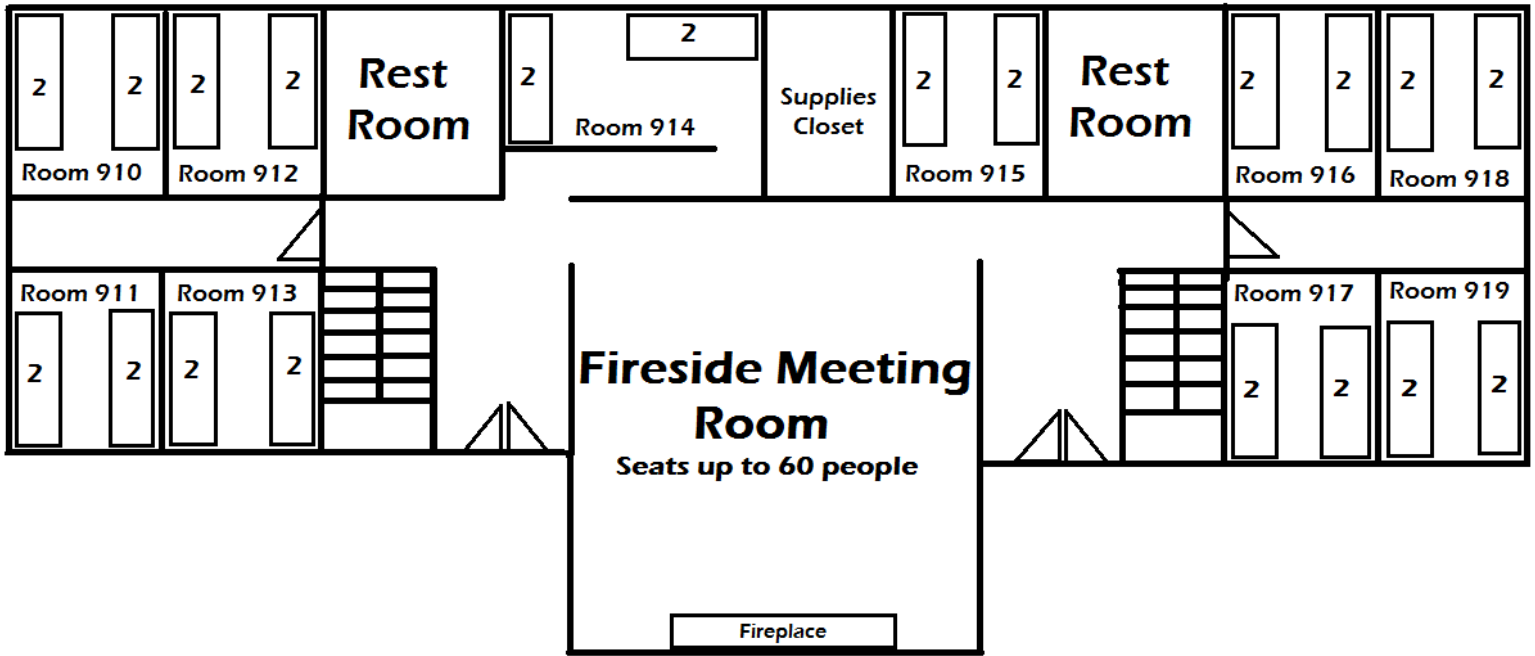 2
2
2
2
Rest
Room
2
2
Room 914
Supplies
Closet
2
2
Rest
Room
2
2
2
2
Room 910
Room 912
Room 915
Room 916
Room 918
Room 911
Room 913
Room 917
Room 919
2
2
2
2
Fireside Meeting
Room
Seats up to 60 people
2
2
2
2
Fireplace